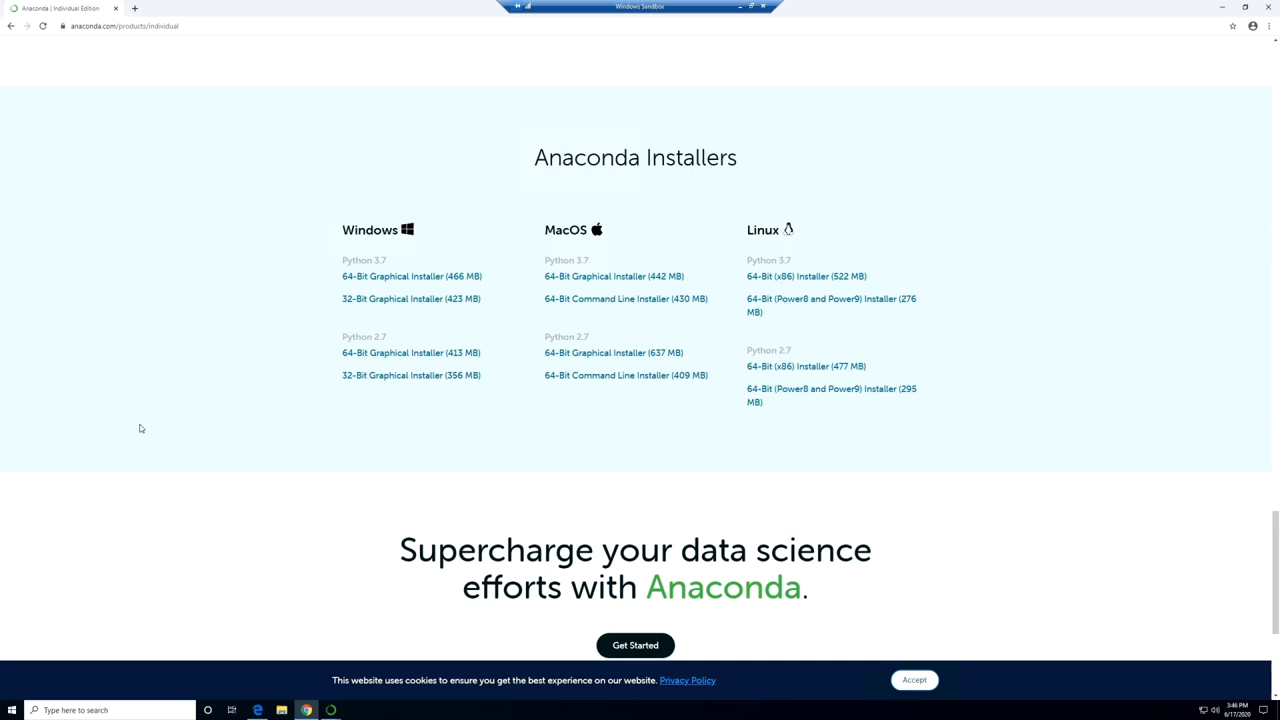 Anaconda | Individual Edition
Windows Sandbox
anaconda.com/products/individual
Anaconda Installers
Windows
MacOS
Linux
Python 3.7
64-Bit Graphical Installer (466 MB)
32-Bit Graphical Installer (423 MB)
Python 2.7
64-Bit Graphical Installer (413 MB)
32-Bit Graphical Installer (356 MB)
Python 3.7
64-Bit Graphical Installer (442 MB)
64-Bit Command Line Installer (430 MB)
Python 2.7
64-Bit Graphical Installer (637 MB)
64-Bit Command Line Installer (409 MB)
Python 3.7
64-Bit (x86) Installer (522 MB)
64-Bit (Power8 and Power9) Installer (276
MB)
Python 2.7
64-Bit (x86) Installer (477 MB)
64-Bit (Power8 and Power9) Installer (295
MB)
Supercharge your data science
efforts with Anaconda.
Get Started
This website uses cookies to ensure you get the best experience on our website. Privacy Policy
Accept
Type here to search
3:46 PM
6/17/2020